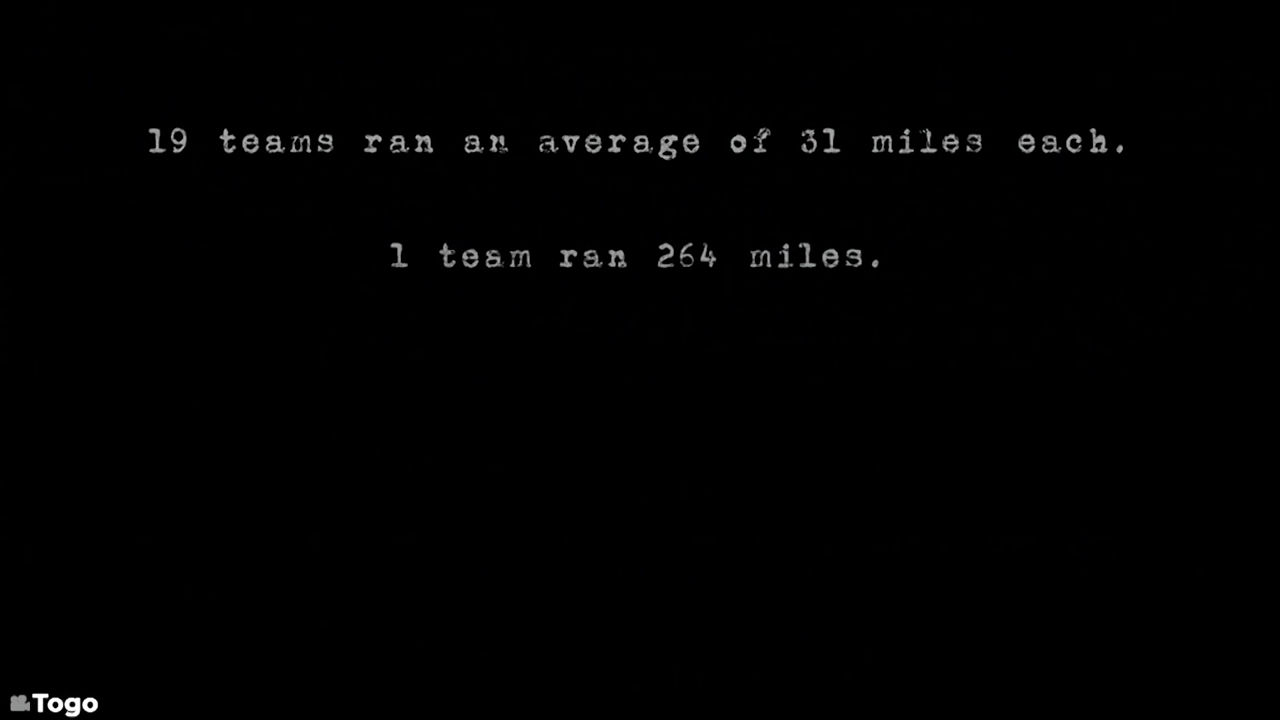 19 teams ran an average of 31 miles each.
1 team ran 264 miles.
Togo